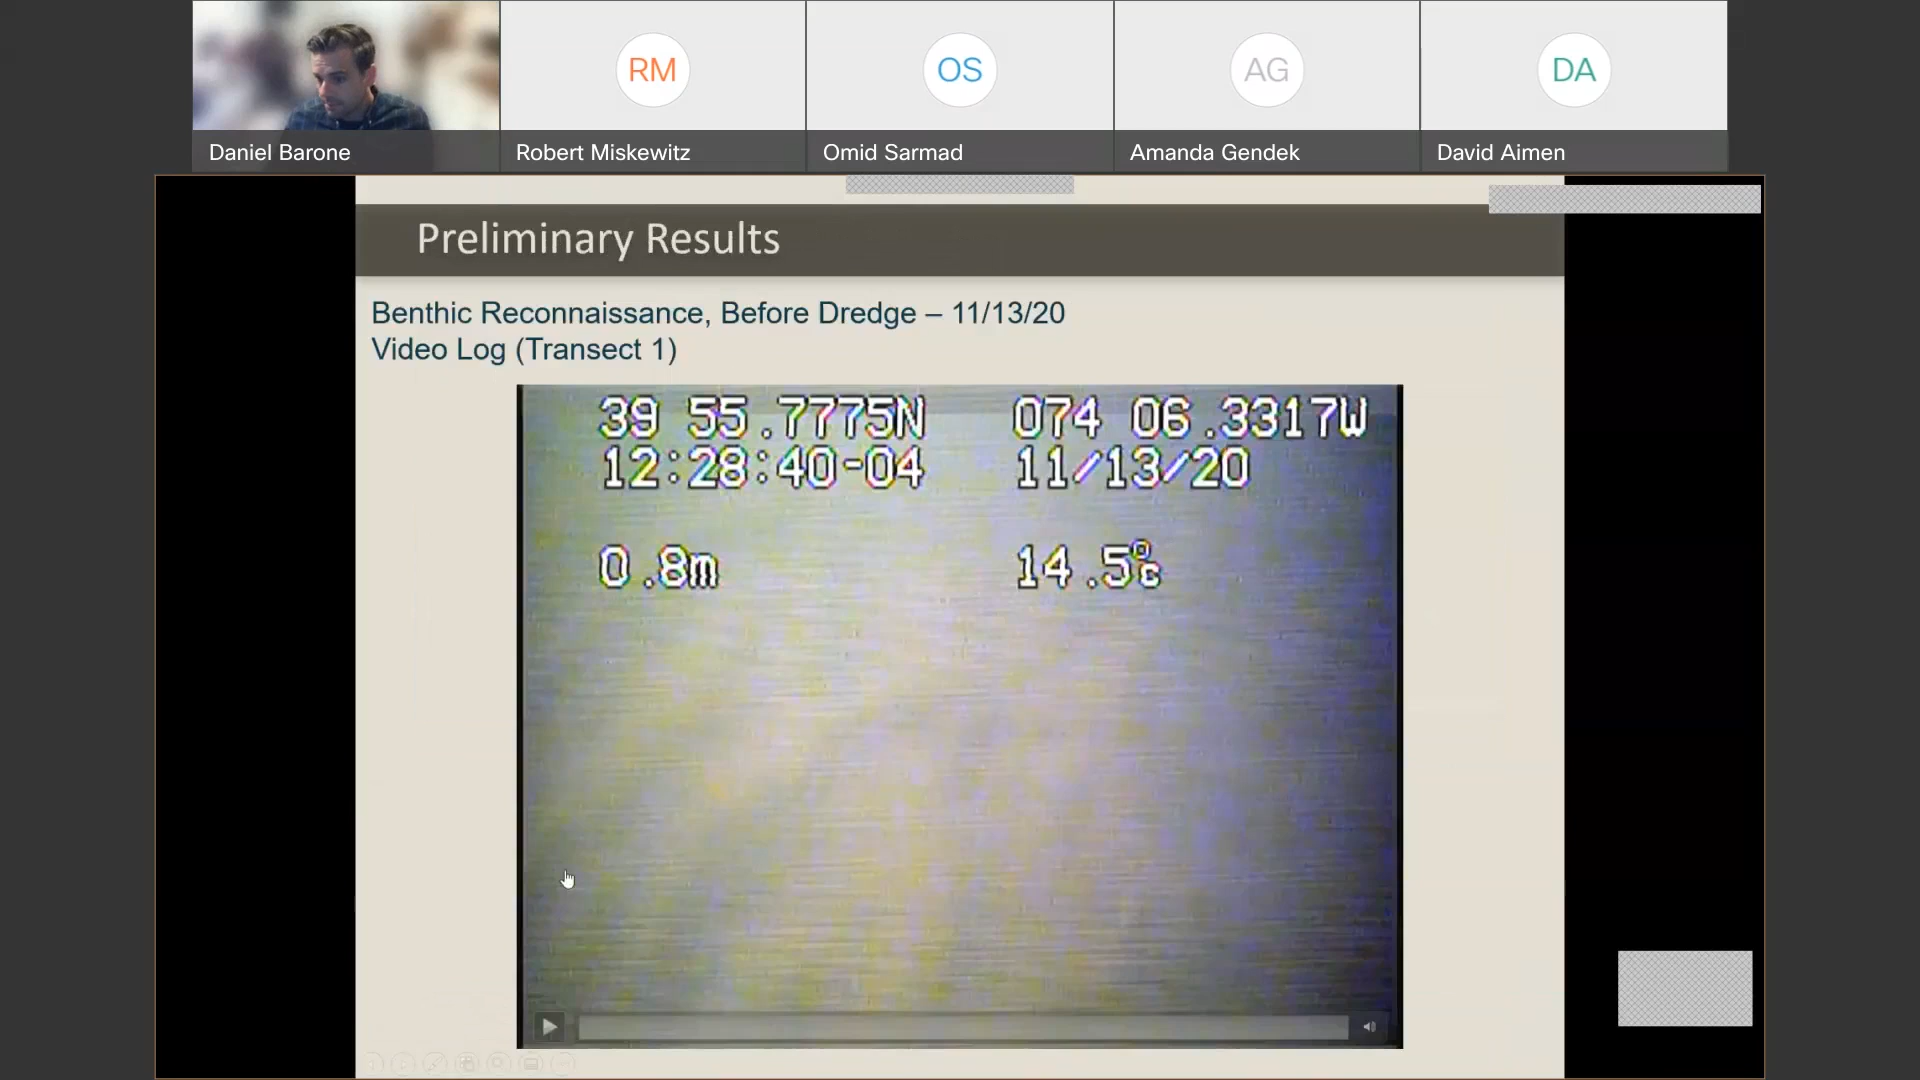 RM
OS
AG
DA
Daniel Barone
Robert Miskewitz
Omid Sarmad
Amanda Gendek
David Aimen
Preliminary Results
Benthic Reconnaissance, Before Dredge – 11/13/20
Video Log (Transect 1)
39 55.7775N 074 06.3317W
12:28:40-04 11/13/20
0.8m 14.5°C